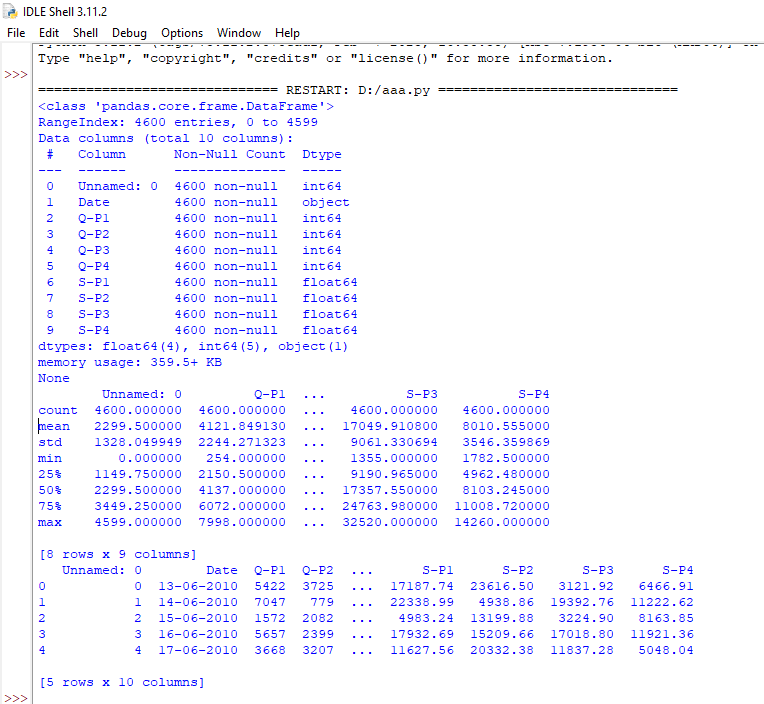 IDLE Shell 3.11.2
File Edit Shell Debug Options Window Help
Type "help", "copyright", "credits" or "license()" for more information.
>>>
============================== RESTART: D:/aaa.py ==============================
<class 'pandas.core.frame.DataFrame'>
RangeIndex: 4600 entries, 0 to 4599
Data columns (total 10 columns):
 #   Column      Non-Null Count  Dtype
---  ------      --------------  -----
 0   Unnamed: 0  4600 non-null   int64
 1   Date        4600 non-null   object
 2   Q-P1        4600 non-null   int64
 3   Q-P2        4600 non-null   int64
 4   Q-P3        4600 non-null   int64
 5   Q-P4        4600 non-null   int64
 6   S-P1        4600 non-null   float64
 7   S-P2        4600 non-null   float64
 8   S-P3        4600 non-null   float64
 9   S-P4        4600 non-null   float64
dtypes: float64(4), int64(5), object(1)
memory usage: 359.5+ KB
None
        Unnamed: 0         Q-P1  ...          S-P3          S-P4
count  4600.000000  4600.000000  ...   4600.000000   4600.000000
mean   2299.500000  4121.849130  ...  17049.910800   8010.555000
std    1328.049949  2244.271323  ...   9061.330694   3546.359869
min       0.000000   254.000000  ...   1355.000000   1782.500000
25%    1149.750000  2150.500000  ...   9190.965000   4962.480000
50%    2299.500000  4137.000000  ...  17357.550000   8103.245000
75%    3449.250000  6072.000000  ...  24763.980000  11008.720000
max    4599.000000  7998.000000  ...  32520.000000  14260.000000
[8 rows x 9 columns]
   Unnamed: 0        Date  Q-P1  Q-P2  ...      S-P1      S-P2      S-P3      S-P4
0           0  13-06-2010  5422  3725  ...  17187.74  23616.50   3121.92   6466.91
1           1  14-06-2010  7047   779  ...  22338.99   4938.86  19392.76  11222.62
2           2  15-06-2010  1572  2082  ...   4983.24  13199.88   3224.90   8163.85
3           3  16-06-2010  5657  2399  ...  17932.69  15209.66  17018.80  11921.36
4           4  17-06-2010  3668  3207  ...  11627.56  20332.38  11837.28   5048.04
[5 rows x 10 columns]
>>>